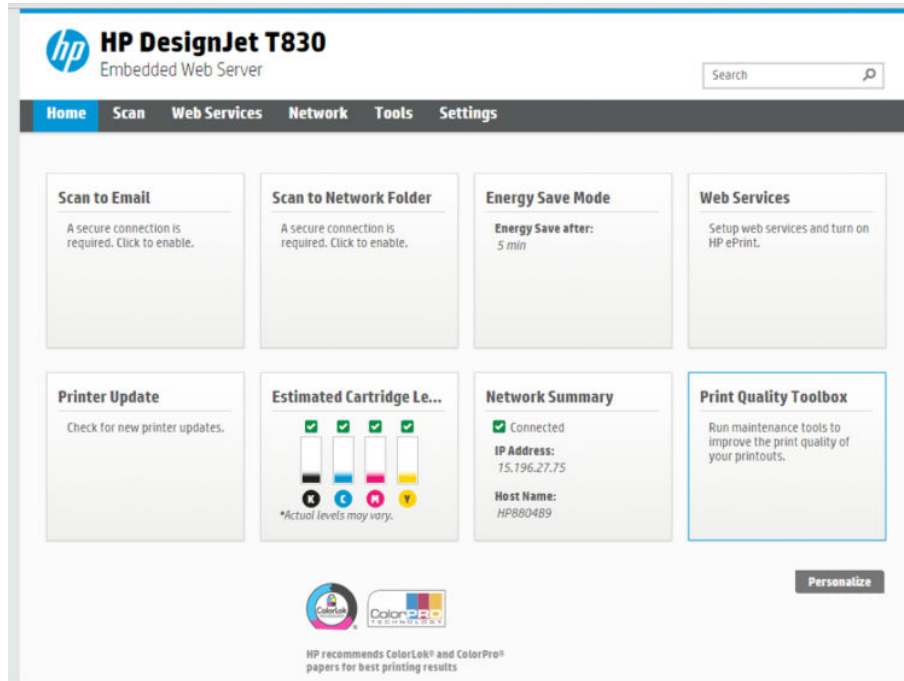 hp
HP DesignJet T830
Embedded Web Server
Search
Home Scan Web Services Network Tools Settings
Scan to Email
A secure connection is
required. Click to enable.
Scan to Network Folder
A secure connection is
required. Click to enable.
Energy Save Mode
Energy Save after:
5 min
Web Services
Setup web services and turn on
HP ePrint.
Printer Update
Check for new printer updates.
Estimated Cartridge Le...
K C M Y
*Actual levels may vary.
Network Summary
Connected
IP Address:
15.196.27.75
Host Name:
HP8804B9
Print Quality Toolbox
Run maintenance tools to
improve the print quality of
your printouts.
Personalize
ColorLok
ColorPRO
TECHNOLOGY
HP recommends ColorLok® and ColorPro®
papers for best printing results